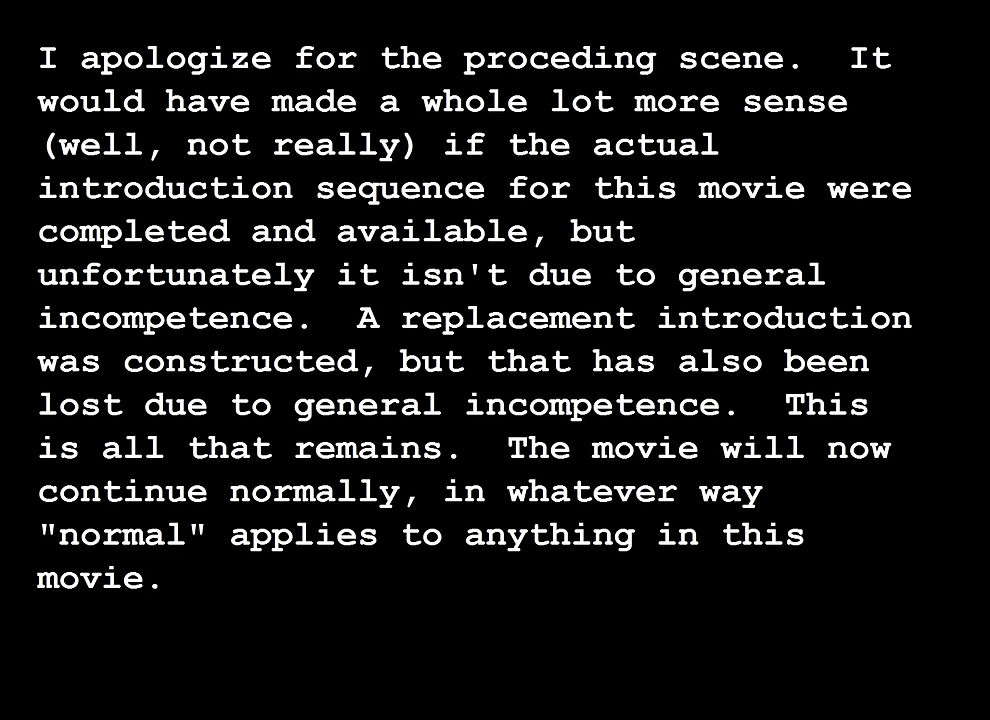 I apologize for the proceding scene.  It
would have made a whole lot more sense
(well, not really) if the actual
introduction sequence for this movie were
completed and available, but
unfortunately it isn't due to general
incompetence.  A replacement introduction
was constructed, but that has also been
lost due to general incompetence.  This
is all that remains.  The movie will now
continue normally, in whatever way
"normal" applies to anything in this
movie.